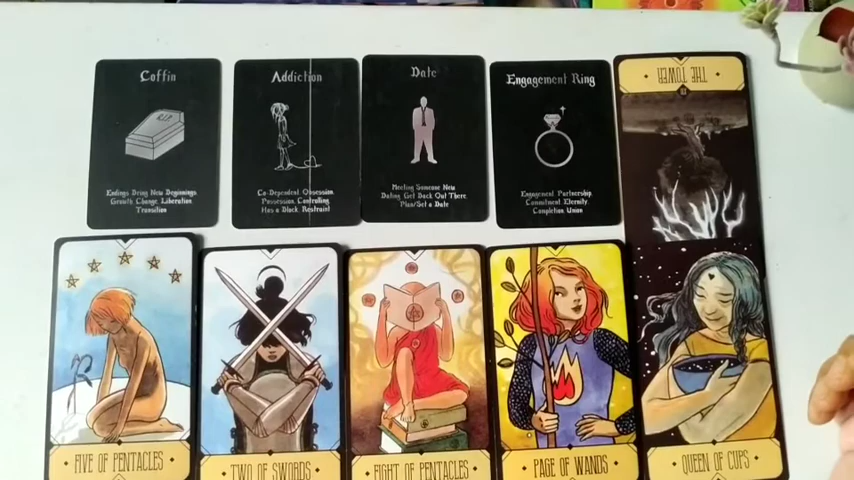 Coffin
R.I.P.
Endings Bring New Beginnings
Growth Change, Liberation
Transition
Addiction
Co-Dependent, Obsession
Possession, Controlling
Has a Black Restraint
Date
Meeting Someone New
Dating, Get Back Out There
Plan/Set a Date
Engagement Ring
Engagement, Partnership,
Commitment, Eternity,
Completion, Union
THE TOWER
FIVE OF PENTACLES
TWO OF SWORDS
EIGHT OF PENTACLES
PAGE OF WANDS
QUEEN OF CUPS